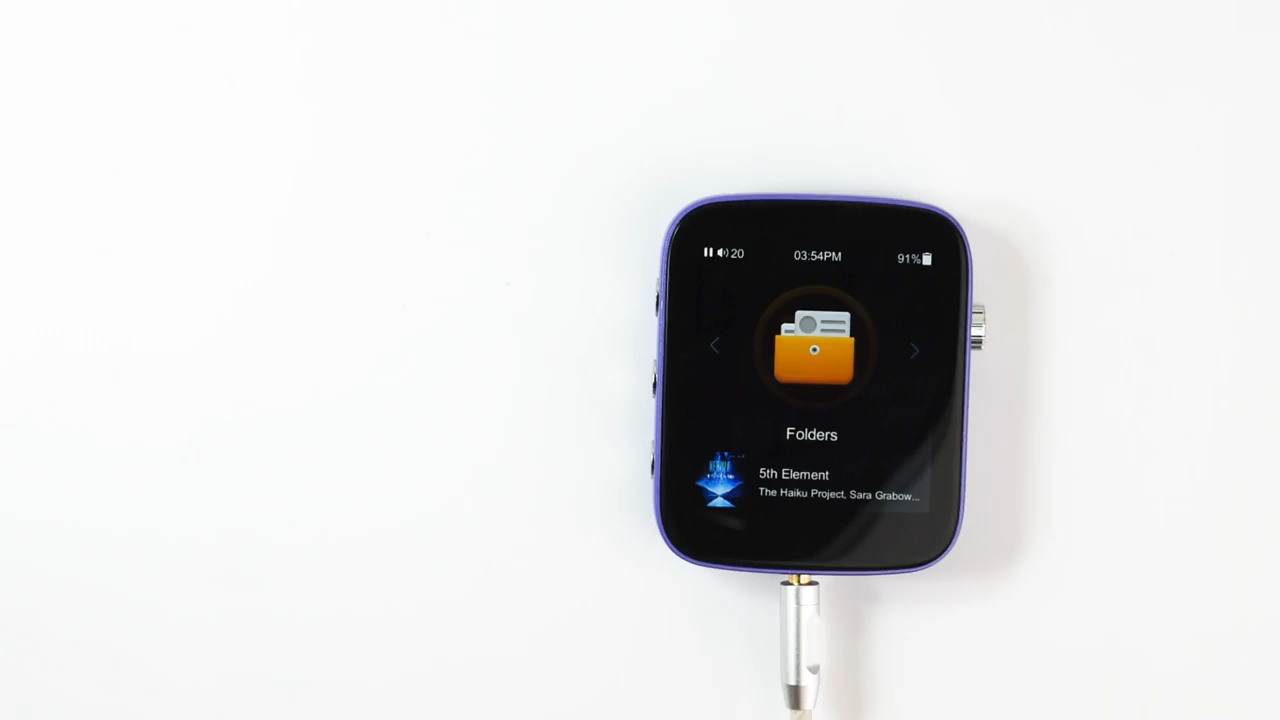 20 03:54PM 91%
Folders
5th Element
The Haiku Project, Sara Grabow...